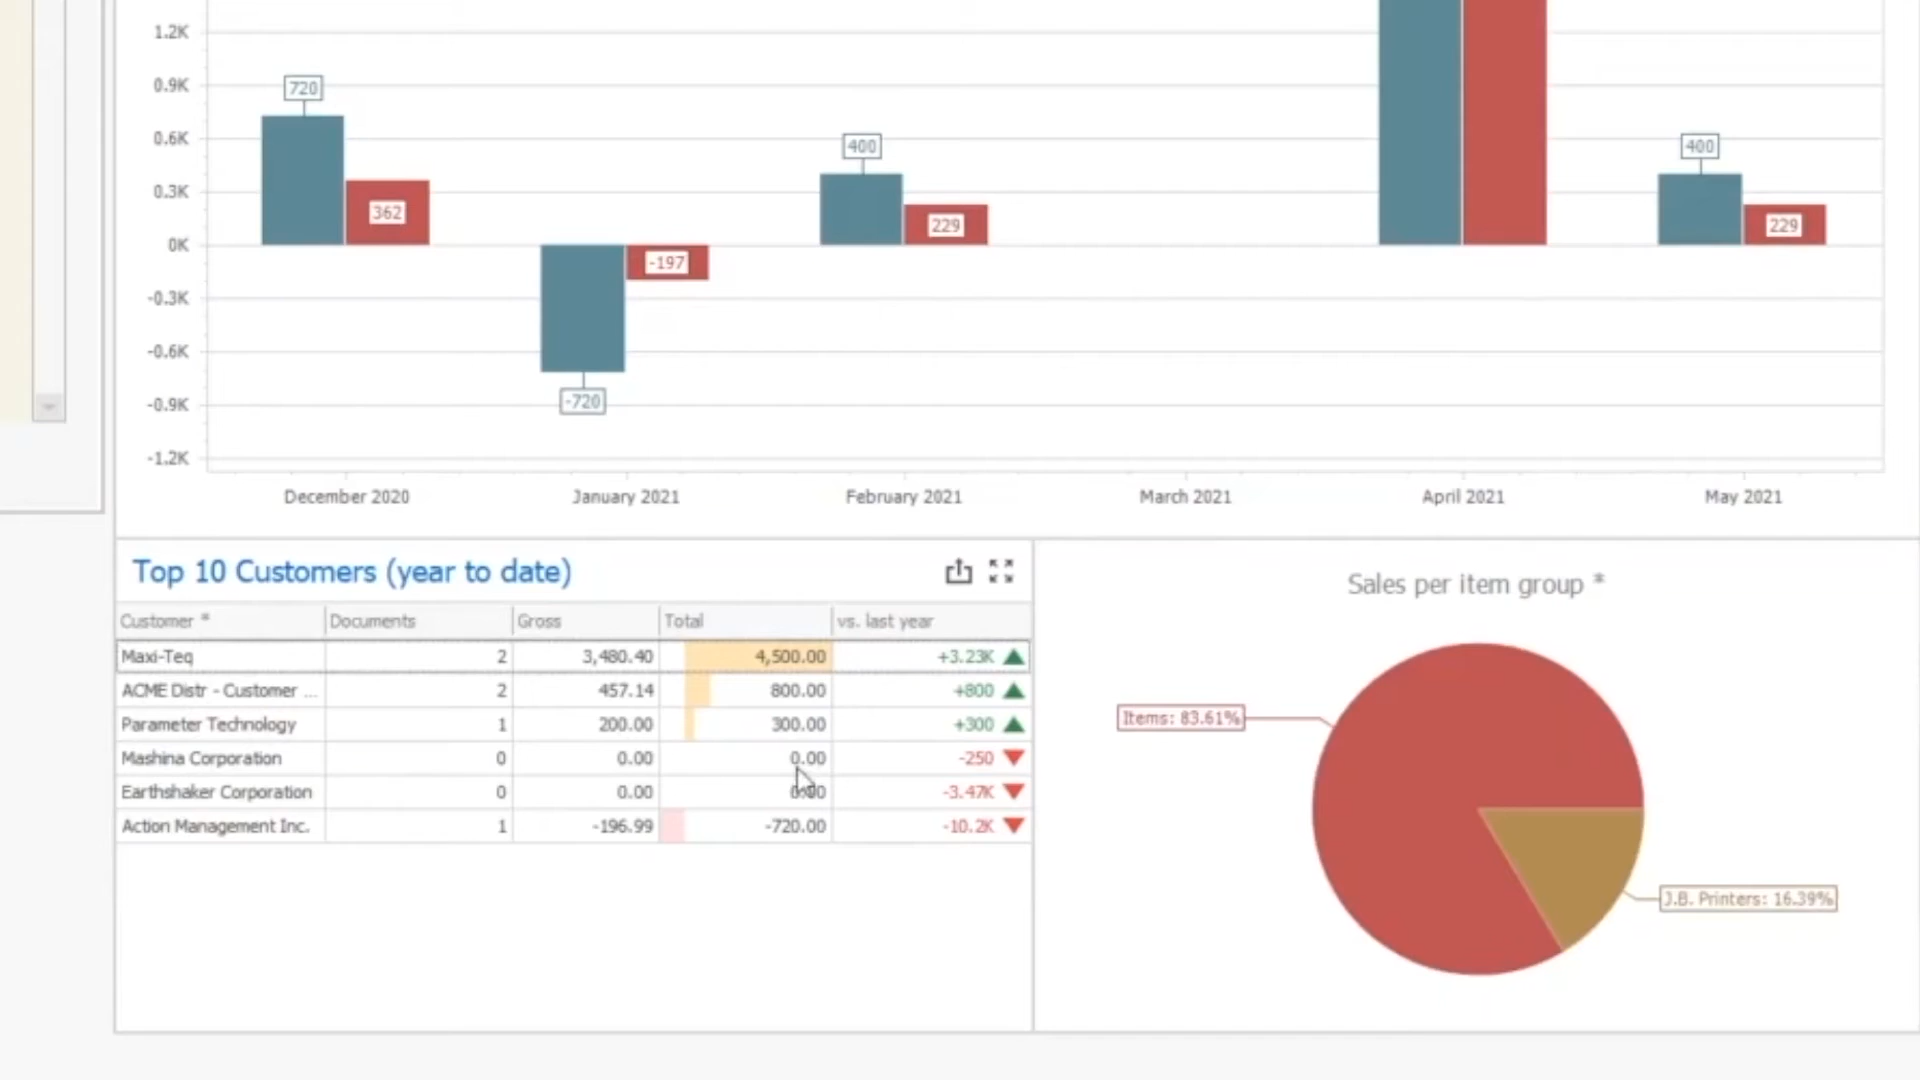 1.2K
0.9K
0.6K
0.3K
0K
-0.3K
-0.6K
-0.9K
-1.2K
720
362
-720
-197
400
229
400
229
December 2020
January 2021
February 2021
March 2021
April 2021
May 2021
Top 10 Customers (year to date)
Customer * Documents Gross Total vs. last year
Maxi-Teq 2 3,480.40 4,500.00 +3.23K
ACME Distr - Customer ... 2 457.14 800.00 +800
Parameter Technology 1 200.00 300.00 +300
Mashina Corporation 0 0.00 0.00 -250
Earthshaker Corporation 0 0.00 0.00 -3.47K
Action Management Inc. 1 -196.99 -720.00 -10.2K
Sales per item group *
Items: 83.61%
J.B. Printers: 16.39%